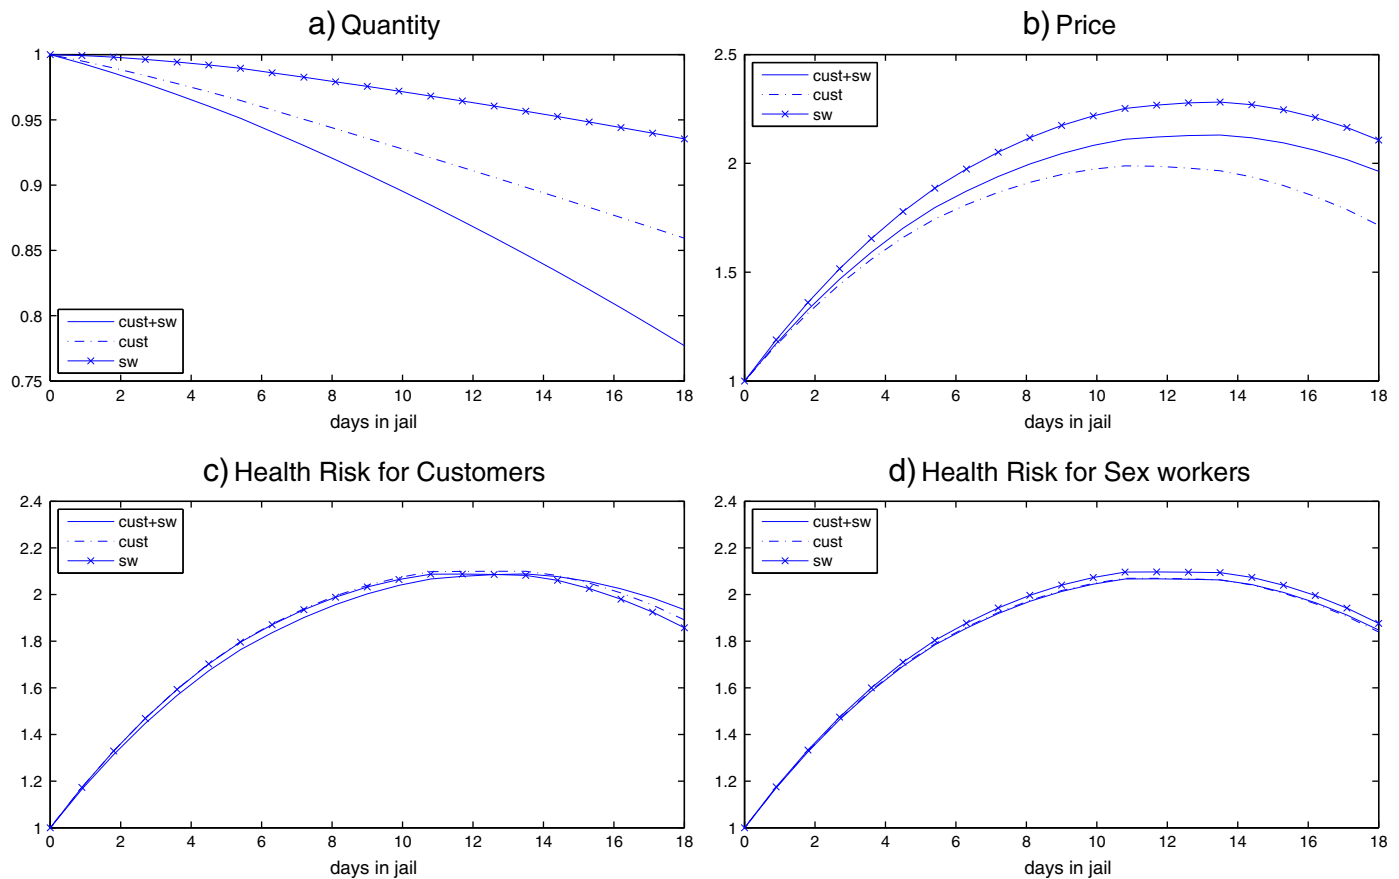 a) Quantity
1
0.95
0.9
0.85
0.8
0.75
cust+sw
cust
sw
0 2 4 6 8 10 12 14 16 18
days in jail
b) Price
2.5
2
1.5
1
cust+sw
cust
sw
0 2 4 6 8 10 12 14 16 18
days in jail
c) Health Risk for Customers
2.4
2.2
2
1.8
1.6
1.4
1.2
1
cust+sw
cust
sw
0 2 4 6 8 10 12 14 16 18
days in jail
d) Health Risk for Sex workers
2.4
2.2
2
1.8
1.6
1.4
1.2
1
cust+sw
cust
sw
0 2 4 6 8 10 12 14 16 18
days in jail